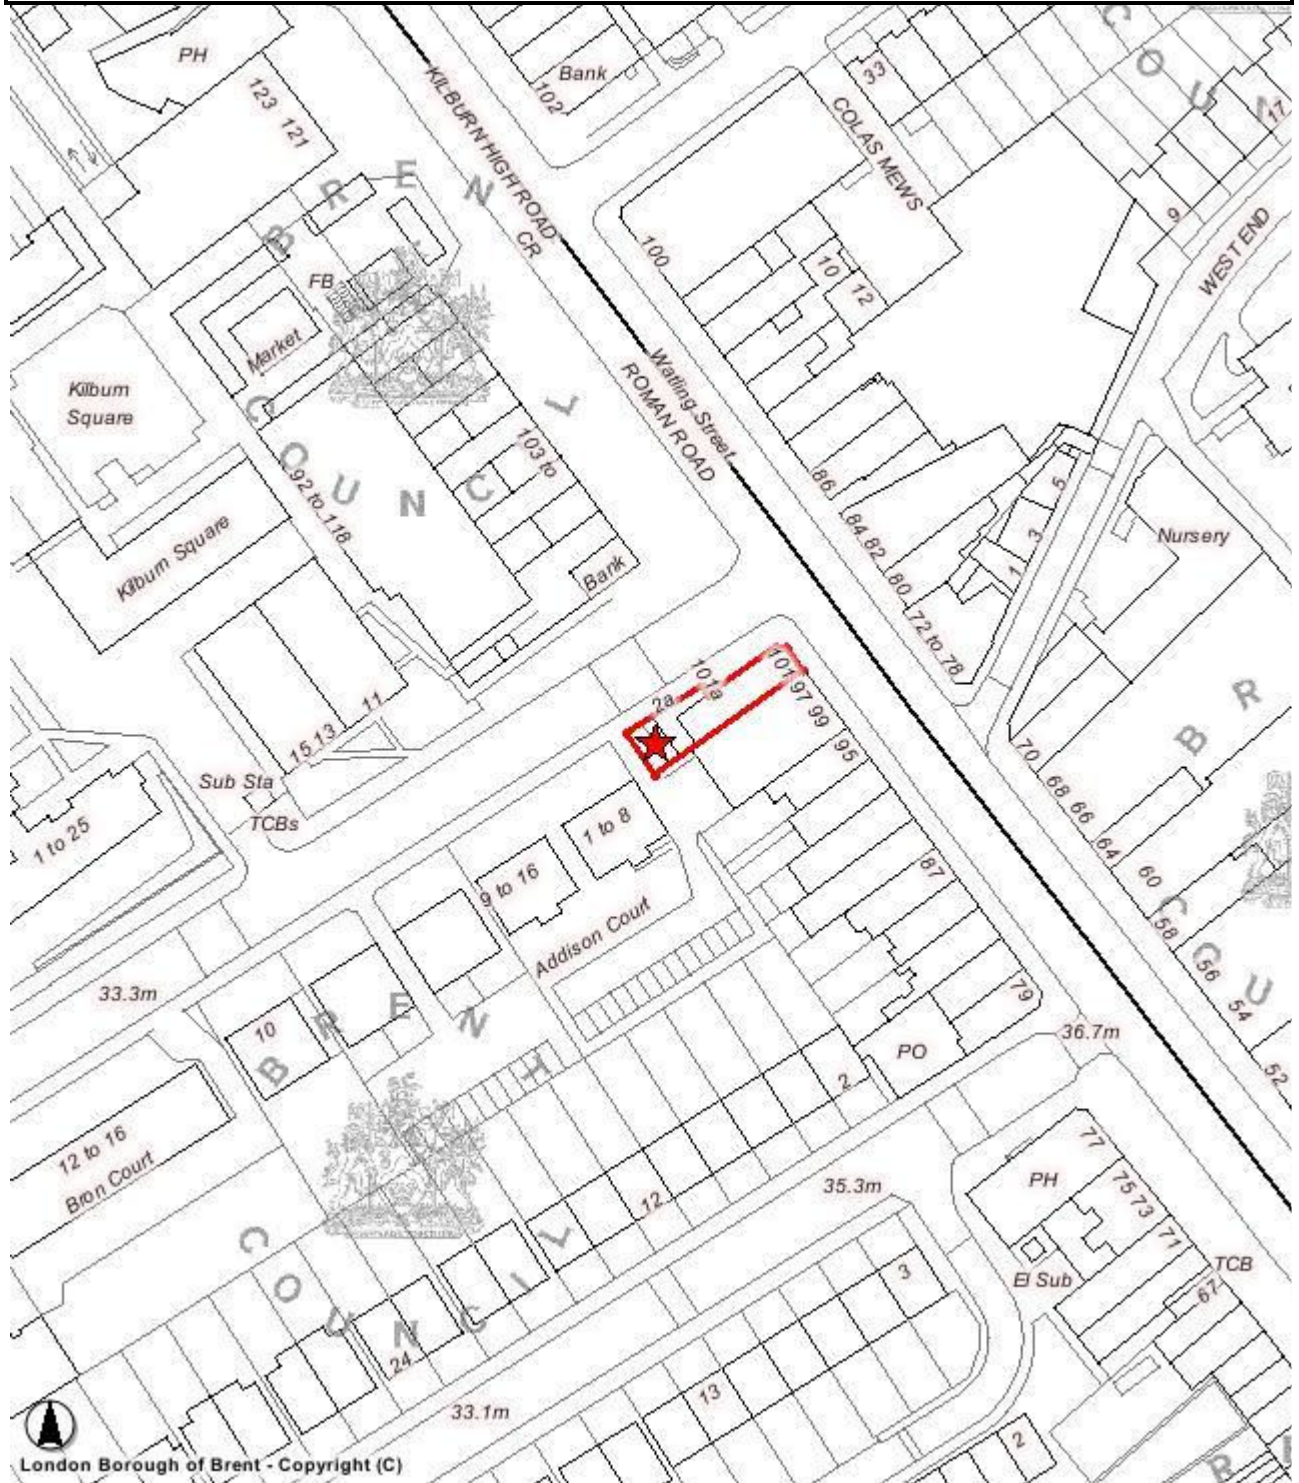 PH
Bank
102
33
123
121
KILBURN HIGH ROAD
CR
COLAS MEWS
COUN
17
9
WEST END
BREN
100
FB
10
12
Market
Watling Street
ROMAN ROAD
Kilburn
Square
COUNCIL
103 to
92 to 118
86
84
82
5
3
1
80
72 to 78
Nursery
Kilburn Square
Bank
101
101a
97
99
2a
95
15
13
11
70
68
66
64
60
58
56
54
52
BR
COU
Sub Sta
TCBs
1 to 25
1 to 8
9 to 16
87
Addison Court
79
33.3m
10
BRENT
36.7m
PO
2
12 to 16
Bron Court
12
35.3m
77
PH
75
73
71
TCB
67
El Sub
3
COUNCIL
24
13
33.1m
2
R
London Borough of Brent - Copyright (C)